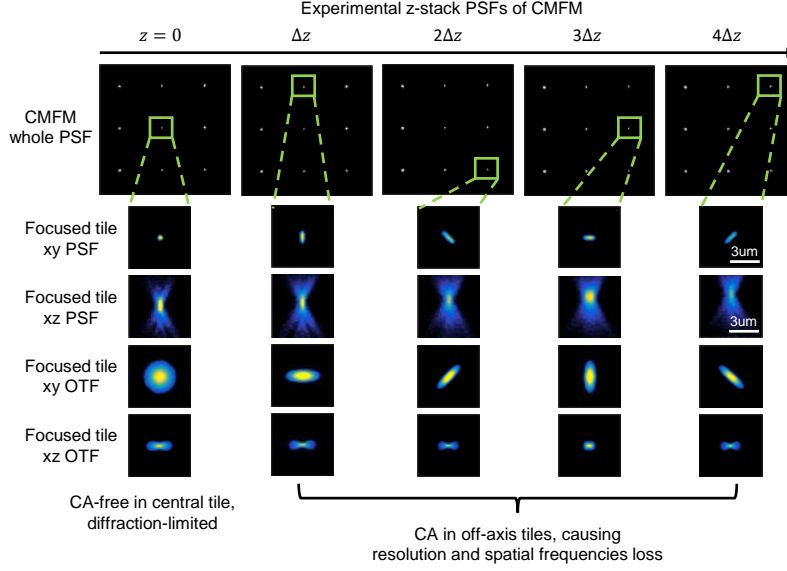 Experimental z-stack PSFs of CMFM
z = 0
Δz
2Δz
3Δz
4Δz
CMFM
whole PSF
Focused tile
xy PSF
3um
Focused tile
xz PSF
3um
Focused tile
xy OTF
Focused tile
xz OTF
CA-free in central tile,
diffraction-limited
CA in off-axis tiles, causing
resolution and spatial frequencies loss